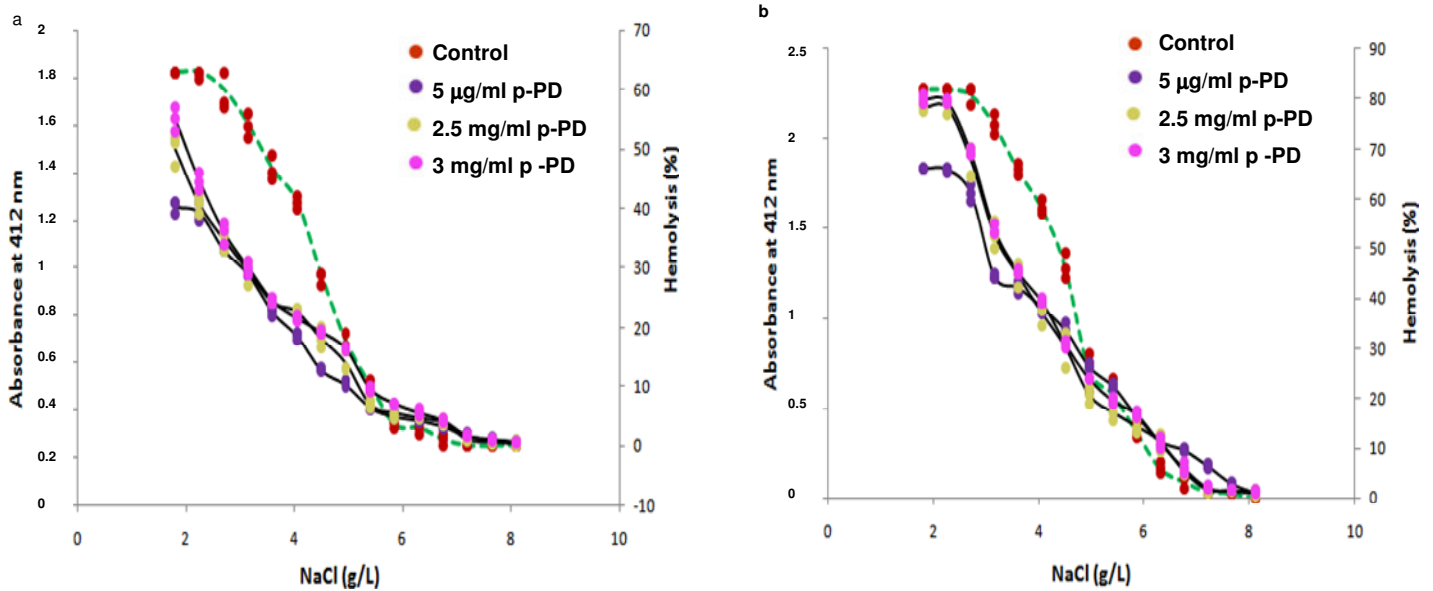 a
2
1.8
1.6
1.4
1.2
1
0.8
0.6
0.4
0.2
0
Absorbance at 412 nm
70
60
50
40
30
20
10
0
-10
Hemolysis (%)
Control
5 µg/ml p-PD
2.5 mg/ml p-PD
3 mg/ml p -PD
0 2 4 6 8 10
NaCl (g/L)
b
2.5
2
1.5
1
0.5
0
Absorbance at 412 nm
90
80
70
60
50
40
30
20
10
0
Hemolysis (%)
Control
5 µg/ml p-PD
2.5 mg/ml p-PD
3 mg/ml p -PD
0 2 4 6 8 10
NaCl (g/L)